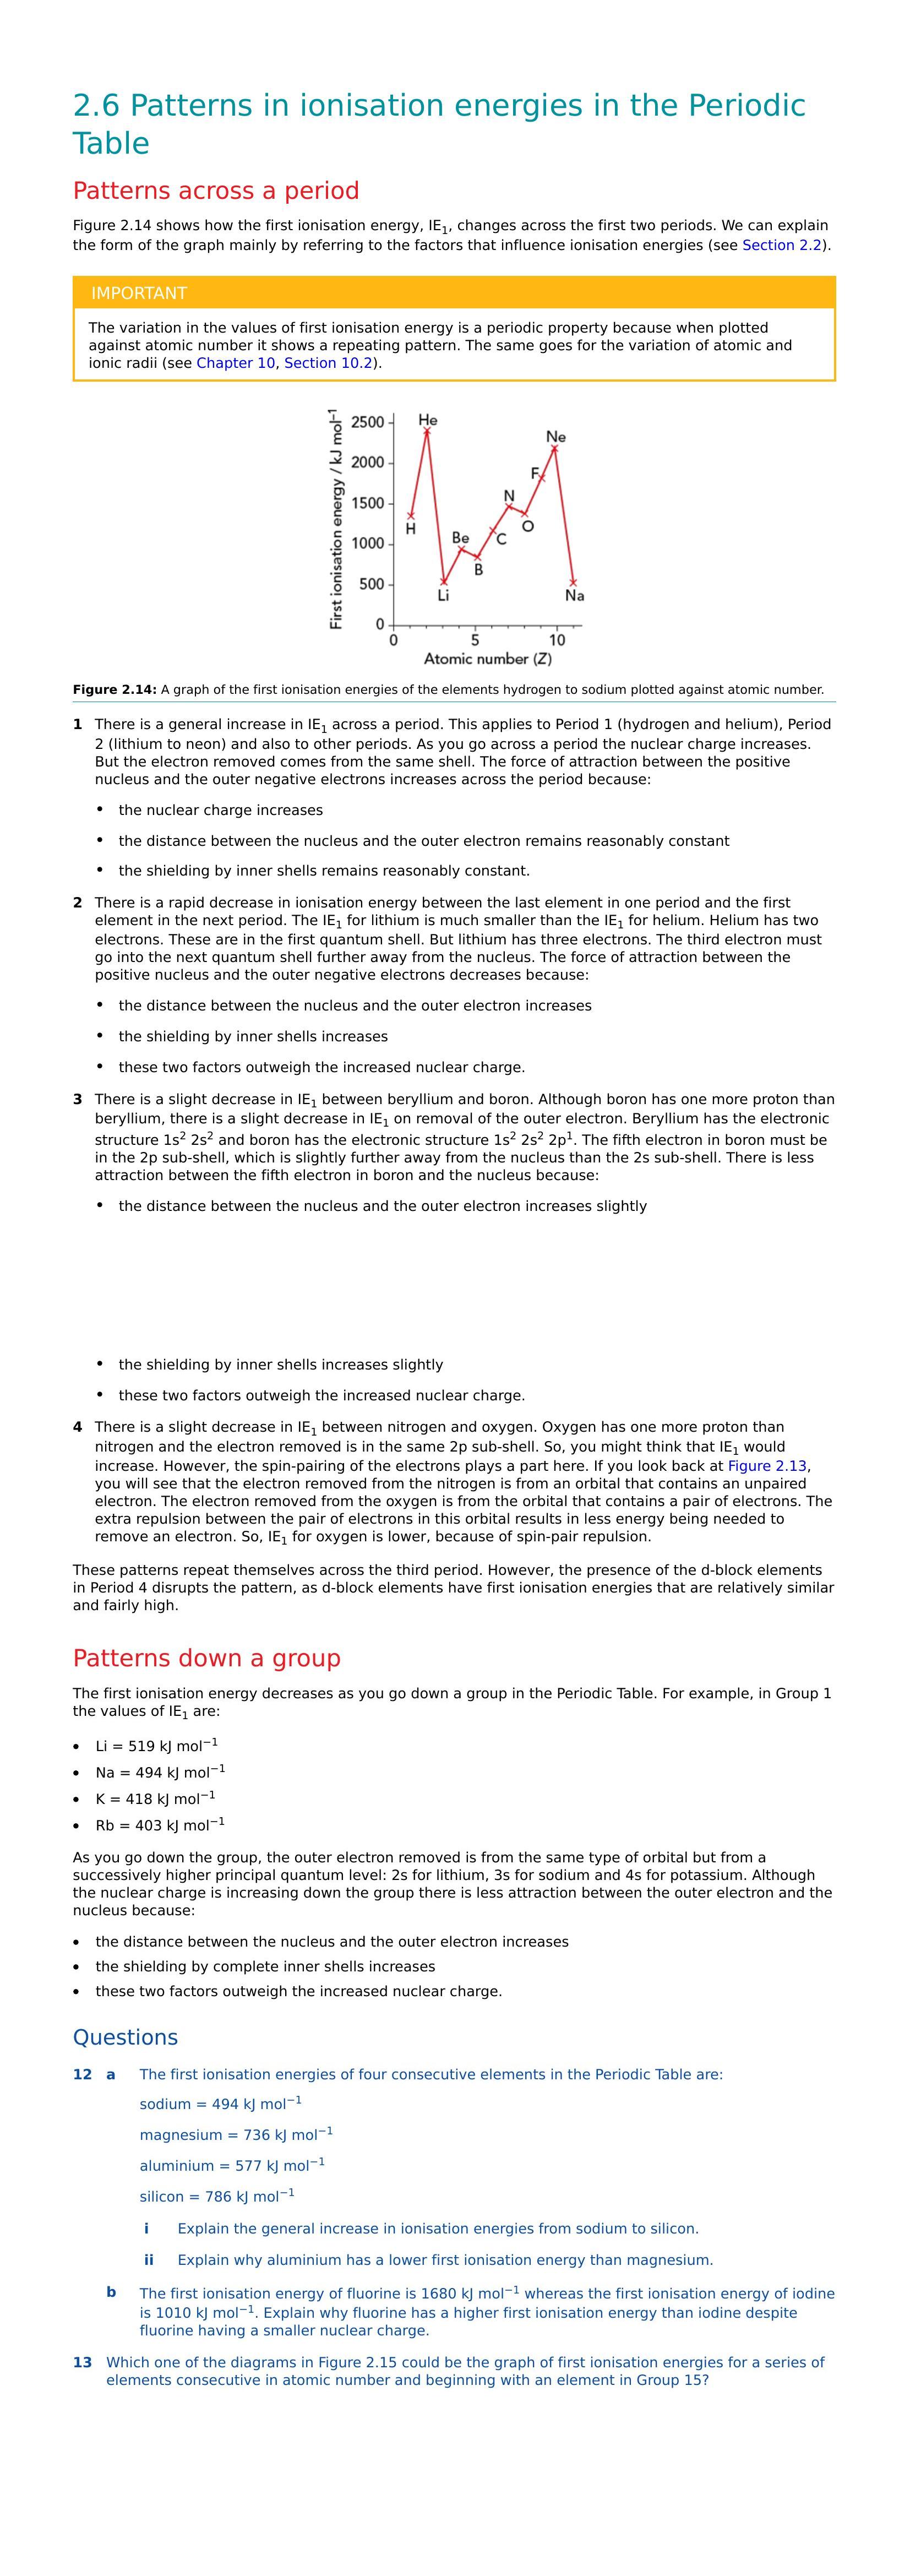 2.6 Patterns in ionisation energies in the Periodic
Table
Patterns across a period
Figure 2.14 shows how the first ionisation energy, IE₁, changes across the first two periods. We can explain
the form of the graph mainly by referring to the factors that influence ionisation energies (see Section 2.2).
IMPORTANT
The variation in the values of first ionisation energy is a periodic property because when plotted
against atomic number it shows a repeating pattern. The same goes for the variation of atomic and
ionic radii (see Chapter 10, Section 10.2).
First ionisation energy / kJ mol⁻¹
2500
2000
1500
1000
500
0
He
Ne
F
N
H
O
Be
C
B
Li
Na
0 5 10
Atomic number (Z)
Figure 2.14: A graph of the first ionisation energies of the elements hydrogen to sodium plotted against atomic number.
1 There is a general increase in IE₁ across a period. This applies to Period 1 (hydrogen and helium), Period
2 (lithium to neon) and also to other periods. As you go across a period the nuclear charge increases.
But the electron removed comes from the same shell. The force of attraction between the positive
nucleus and the outer negative electrons increases across the period because:
• the nuclear charge increases
• the distance between the nucleus and the outer electron remains reasonably constant
• the shielding by inner shells remains reasonably constant.
2 There is a rapid decrease in ionisation energy between the last element in one period and the first
element in the next period. The IE₁ for lithium is much smaller than the IE₁ for helium. Helium has two
electrons. These are in the first quantum shell. But lithium has three electrons. The third electron must
go into the next quantum shell further away from the nucleus. The force of attraction between the
positive nucleus and the outer negative electrons decreases because:
• the distance between the nucleus and the outer electron increases
• the shielding by inner shells increases
• these two factors outweigh the increased nuclear charge.
3 There is a slight decrease in IE₁ between beryllium and boron. Although boron has one more proton than
beryllium, there is a slight decrease in IE₁ on removal of the outer electron. Beryllium has the electronic
structure 1s² 2s² and boron has the electronic structure 1s² 2s² 2p¹. The fifth electron in boron must be
in the 2p sub-shell, which is slightly further away from the nucleus than the 2s sub-shell. There is less
attraction between the fifth electron in boron and the nucleus because:
• the distance between the nucleus and the outer electron increases slightly
• the shielding by inner shells increases slightly
• these two factors outweigh the increased nuclear charge.
4 There is a slight decrease in IE₁ between nitrogen and oxygen. Oxygen has one more proton than
nitrogen and the electron removed is in the same 2p sub-shell. So, you might think that IE₁ would
increase. However, the spin-pairing of the electrons plays a part here. If you look back at Figure 2.13,
you will see that the electron removed from the nitrogen is from an orbital that contains an unpaired
electron. The electron removed from the oxygen is from the orbital that contains a pair of electrons. The
extra repulsion between the pair of electrons in this orbital results in less energy being needed to
remove an electron. So, IE₁ for oxygen is lower, because of spin-pair repulsion.
These patterns repeat themselves across the third period. However, the presence of the d-block elements
in Period 4 disrupts the pattern, as d-block elements have first ionisation energies that are relatively similar
and fairly high.
Patterns down a group
The first ionisation energy decreases as you go down a group in the Periodic Table. For example, in Group 1
the values of IE₁ are:
• Li = 519 kJ mol⁻¹
• Na = 494 kJ mol⁻¹
• K = 418 kJ mol⁻¹
• Rb = 403 kJ mol⁻¹
As you go down the group, the outer electron removed is from the same type of orbital but from a
successively higher principal quantum level: 2s for lithium, 3s for sodium and 4s for potassium. Although
the nuclear charge is increasing down the group there is less attraction between the outer electron and the
nucleus because:
• the distance between the nucleus and the outer electron increases
• the shielding by complete inner shells increases
• these two factors outweigh the increased nuclear charge.
Questions
12 a The first ionisation energies of four consecutive elements in the Periodic Table are:
sodium = 494 kJ mol⁻¹
magnesium = 736 kJ mol⁻¹
aluminium = 577 kJ mol⁻¹
silicon = 786 kJ mol⁻¹
i Explain the general increase in ionisation energies from sodium to silicon.
ii Explain why aluminium has a lower first ionisation energy than magnesium.
b The first ionisation energy of fluorine is 1680 kJ mol⁻¹ whereas the first ionisation energy of iodine
is 1010 kJ mol⁻¹. Explain why fluorine has a higher first ionisation energy than iodine despite
fluorine having a smaller nuclear charge.
13 Which one of the diagrams in Figure 2.15 could be the graph of first ionisation energies for a series of
elements consecutive in atomic number and beginning with an element in Group 15?